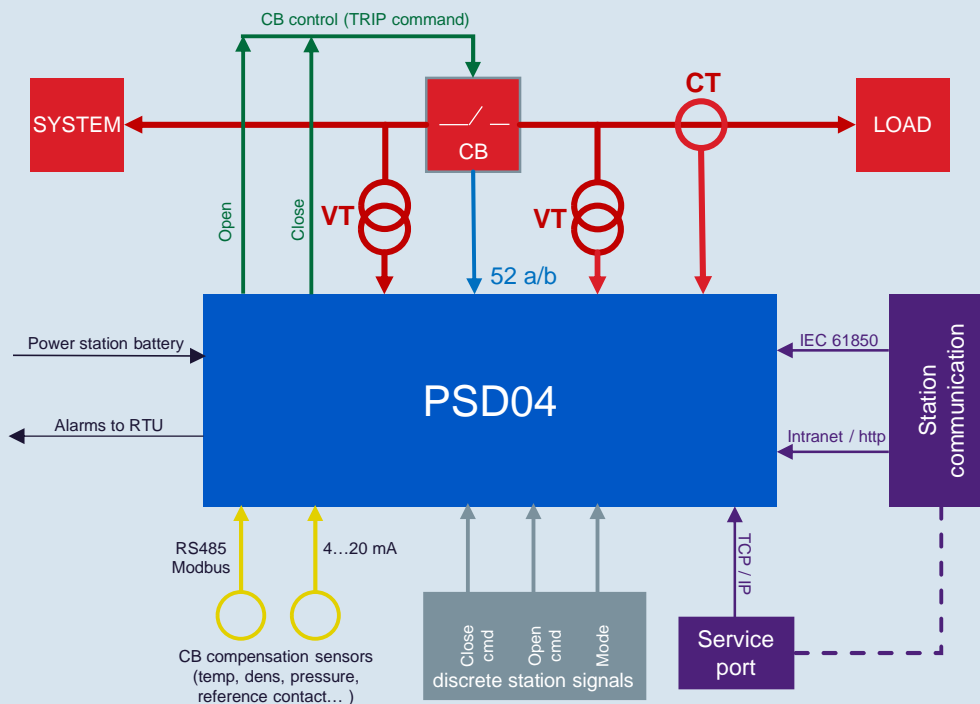 CB control (TRIP command)
SYSTEM
CB
CT
LOAD
Open
Close
VT
VT
52 a/b
Power station battery
PSD04
IEC 61850
Station
communication
Alarms to RTU
Intranet / http
RS485
Modbus
4…20 mA
TCP / IP
Close
cmd
Open
cmd
Mode
discrete station signals
Service
port
CB compensation sensors
(temp, dens, pressure,
reference contact… )